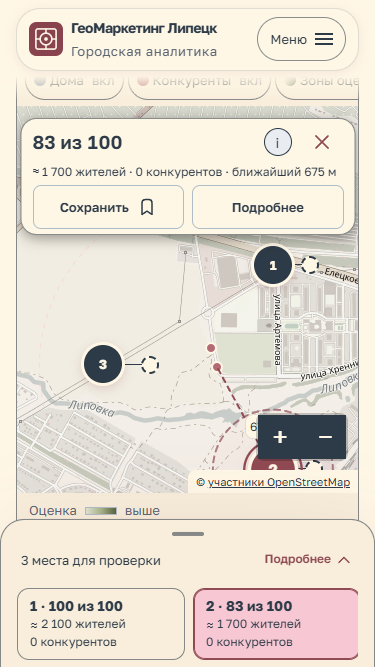 ГеоМаркетинг Липецк
Городская аналитика
Меню
Дома вкл
Конкуренты вкл
Зоны оце
83 из 100
i
≈ 1 700 жителей · 0 конкурентов · ближайший 675 м
Сохранить
Подробнее
1
Елецкое
улица Артёмова
3
улица Хренни
Липовка
Липовка
6
+ −
2
© участники OpenStreetMap
Оценка выше
3 места для проверки
Подробнее
1 · 100 из 100
≈ 2 100 жителей
0 конкурентов
2 · 83 из 100
≈ 1 700 жителей
0 конкурентов